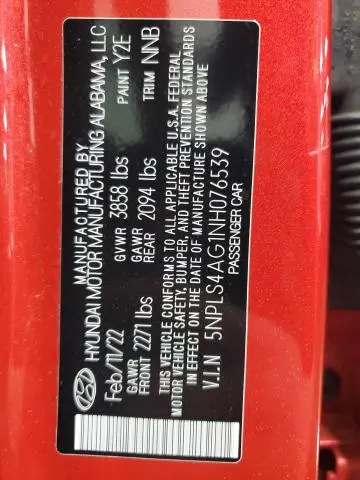 MANUFACTURED BY
HYUNDAI MOTOR MANUFACTURING ALABAMA, LLC
Feb/11/22 GVWR 3858 lbs PAINT Y2E
GAWR FRONT 2271 lbs GAWR REAR 2094 lbs TRIM NNB
THIS VEHICLE CONFORMS TO ALL APPLICABLE U.S.A. FEDERAL
MOTOR VEHICLE SAFETY, BUMPER, AND THEFT PREVENTION STANDARDS
IN EFFECT ON THE DATE OF MANUFACTURE SHOWN ABOVE
V.I.N 5NPLS4AG1NH076539
PASSENGER CAR